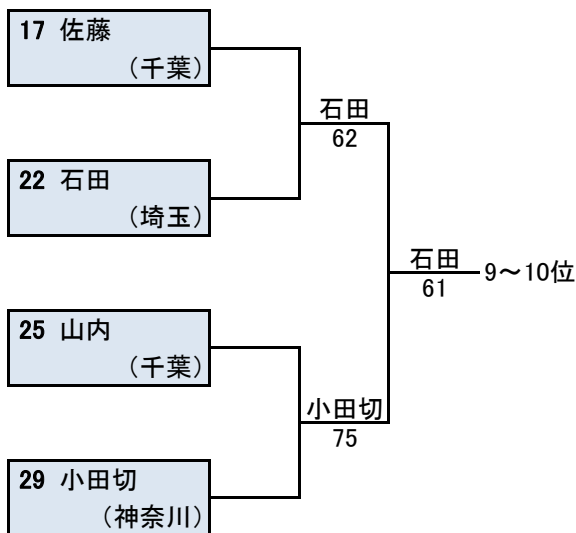 17 佐藤
(千葉)
石田
62
22 石田
(埼玉)
石田
61
9～10位
25 山内
(千葉)
小田切
75
29 小田切
(神奈川)